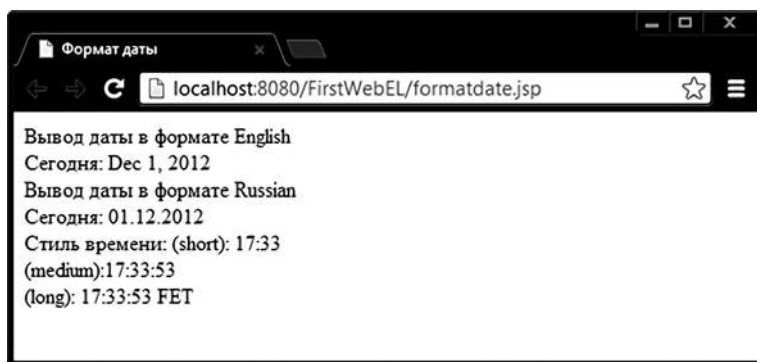 Формат даты
localhost:8080/FirstWebEL/formatdate.jsp
Вывод даты в формате English
Сегодня: Dec 1, 2012
Вывод даты в формате Russian
Сегодня: 01.12.2012
Стиль времени: (short): 17:33
(medium):17:33:53
(long): 17:33:53 FET